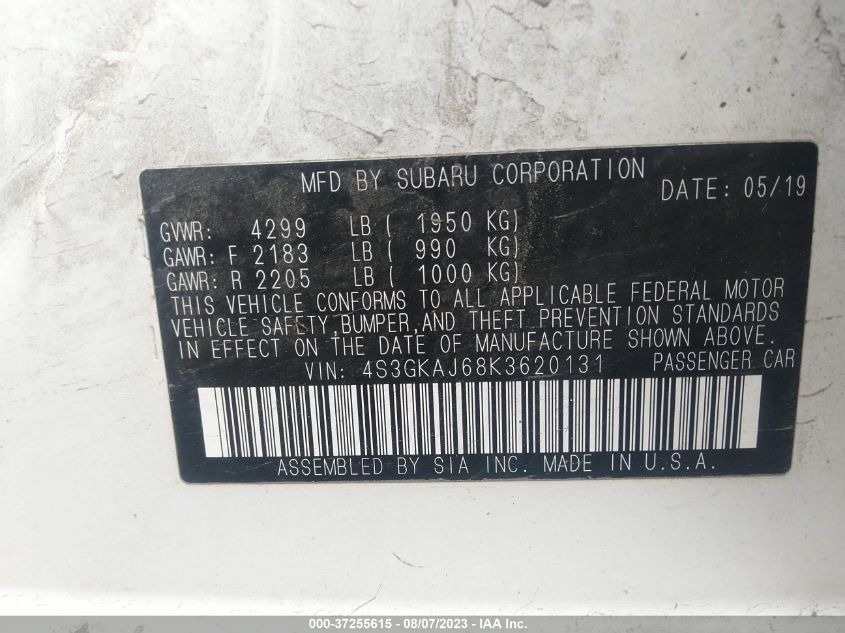 MFD BY SUBARU CORPORATION DATE: 05/19
GVWR: 4299 LB ( 1950 KG)
GAWR: F 2183 LB ( 990 KG)
GAWR: R 2205 LB ( 1000 KG)
THIS VEHICLE CONFORMS TO ALL APPLICABLE FEDERAL MOTOR
VEHICLE SAFETY,BUMPER,AND THEFT PREVENTION STANDARDS
IN EFFECT ON THE DATE OF MANUFACTURE SHOWN ABOVE.
VIN: 4S3GKAJ68K3620131 PASSENGER CAR
ASSEMBLED BY SIA INC. MADE IN U.S.A.
000-37255615 - 08/07/2023 - IAA Inc.